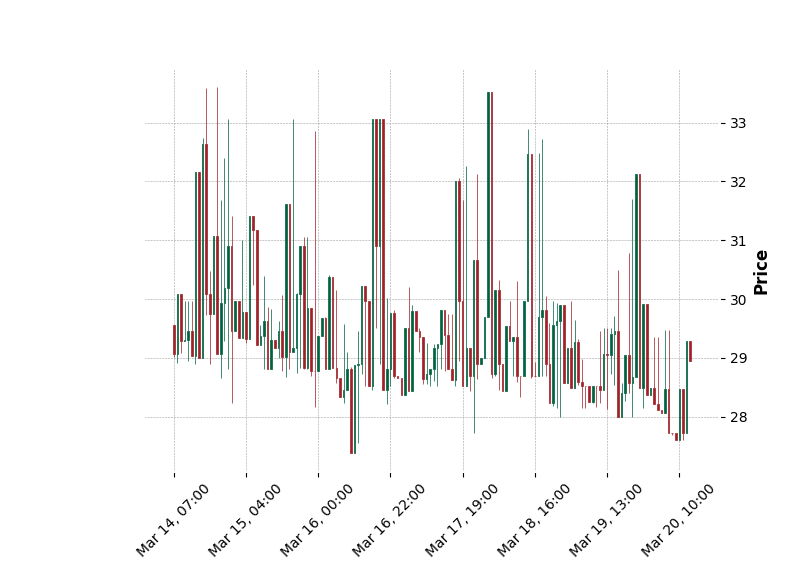 33
32
31
30
29
28
Price
Mar 14, 07:00
Mar 15, 04:00
Mar 16, 00:00
Mar 16, 22:00
Mar 17, 19:00
Mar 18, 16:00
Mar 19, 13:00
Mar 20, 10:00